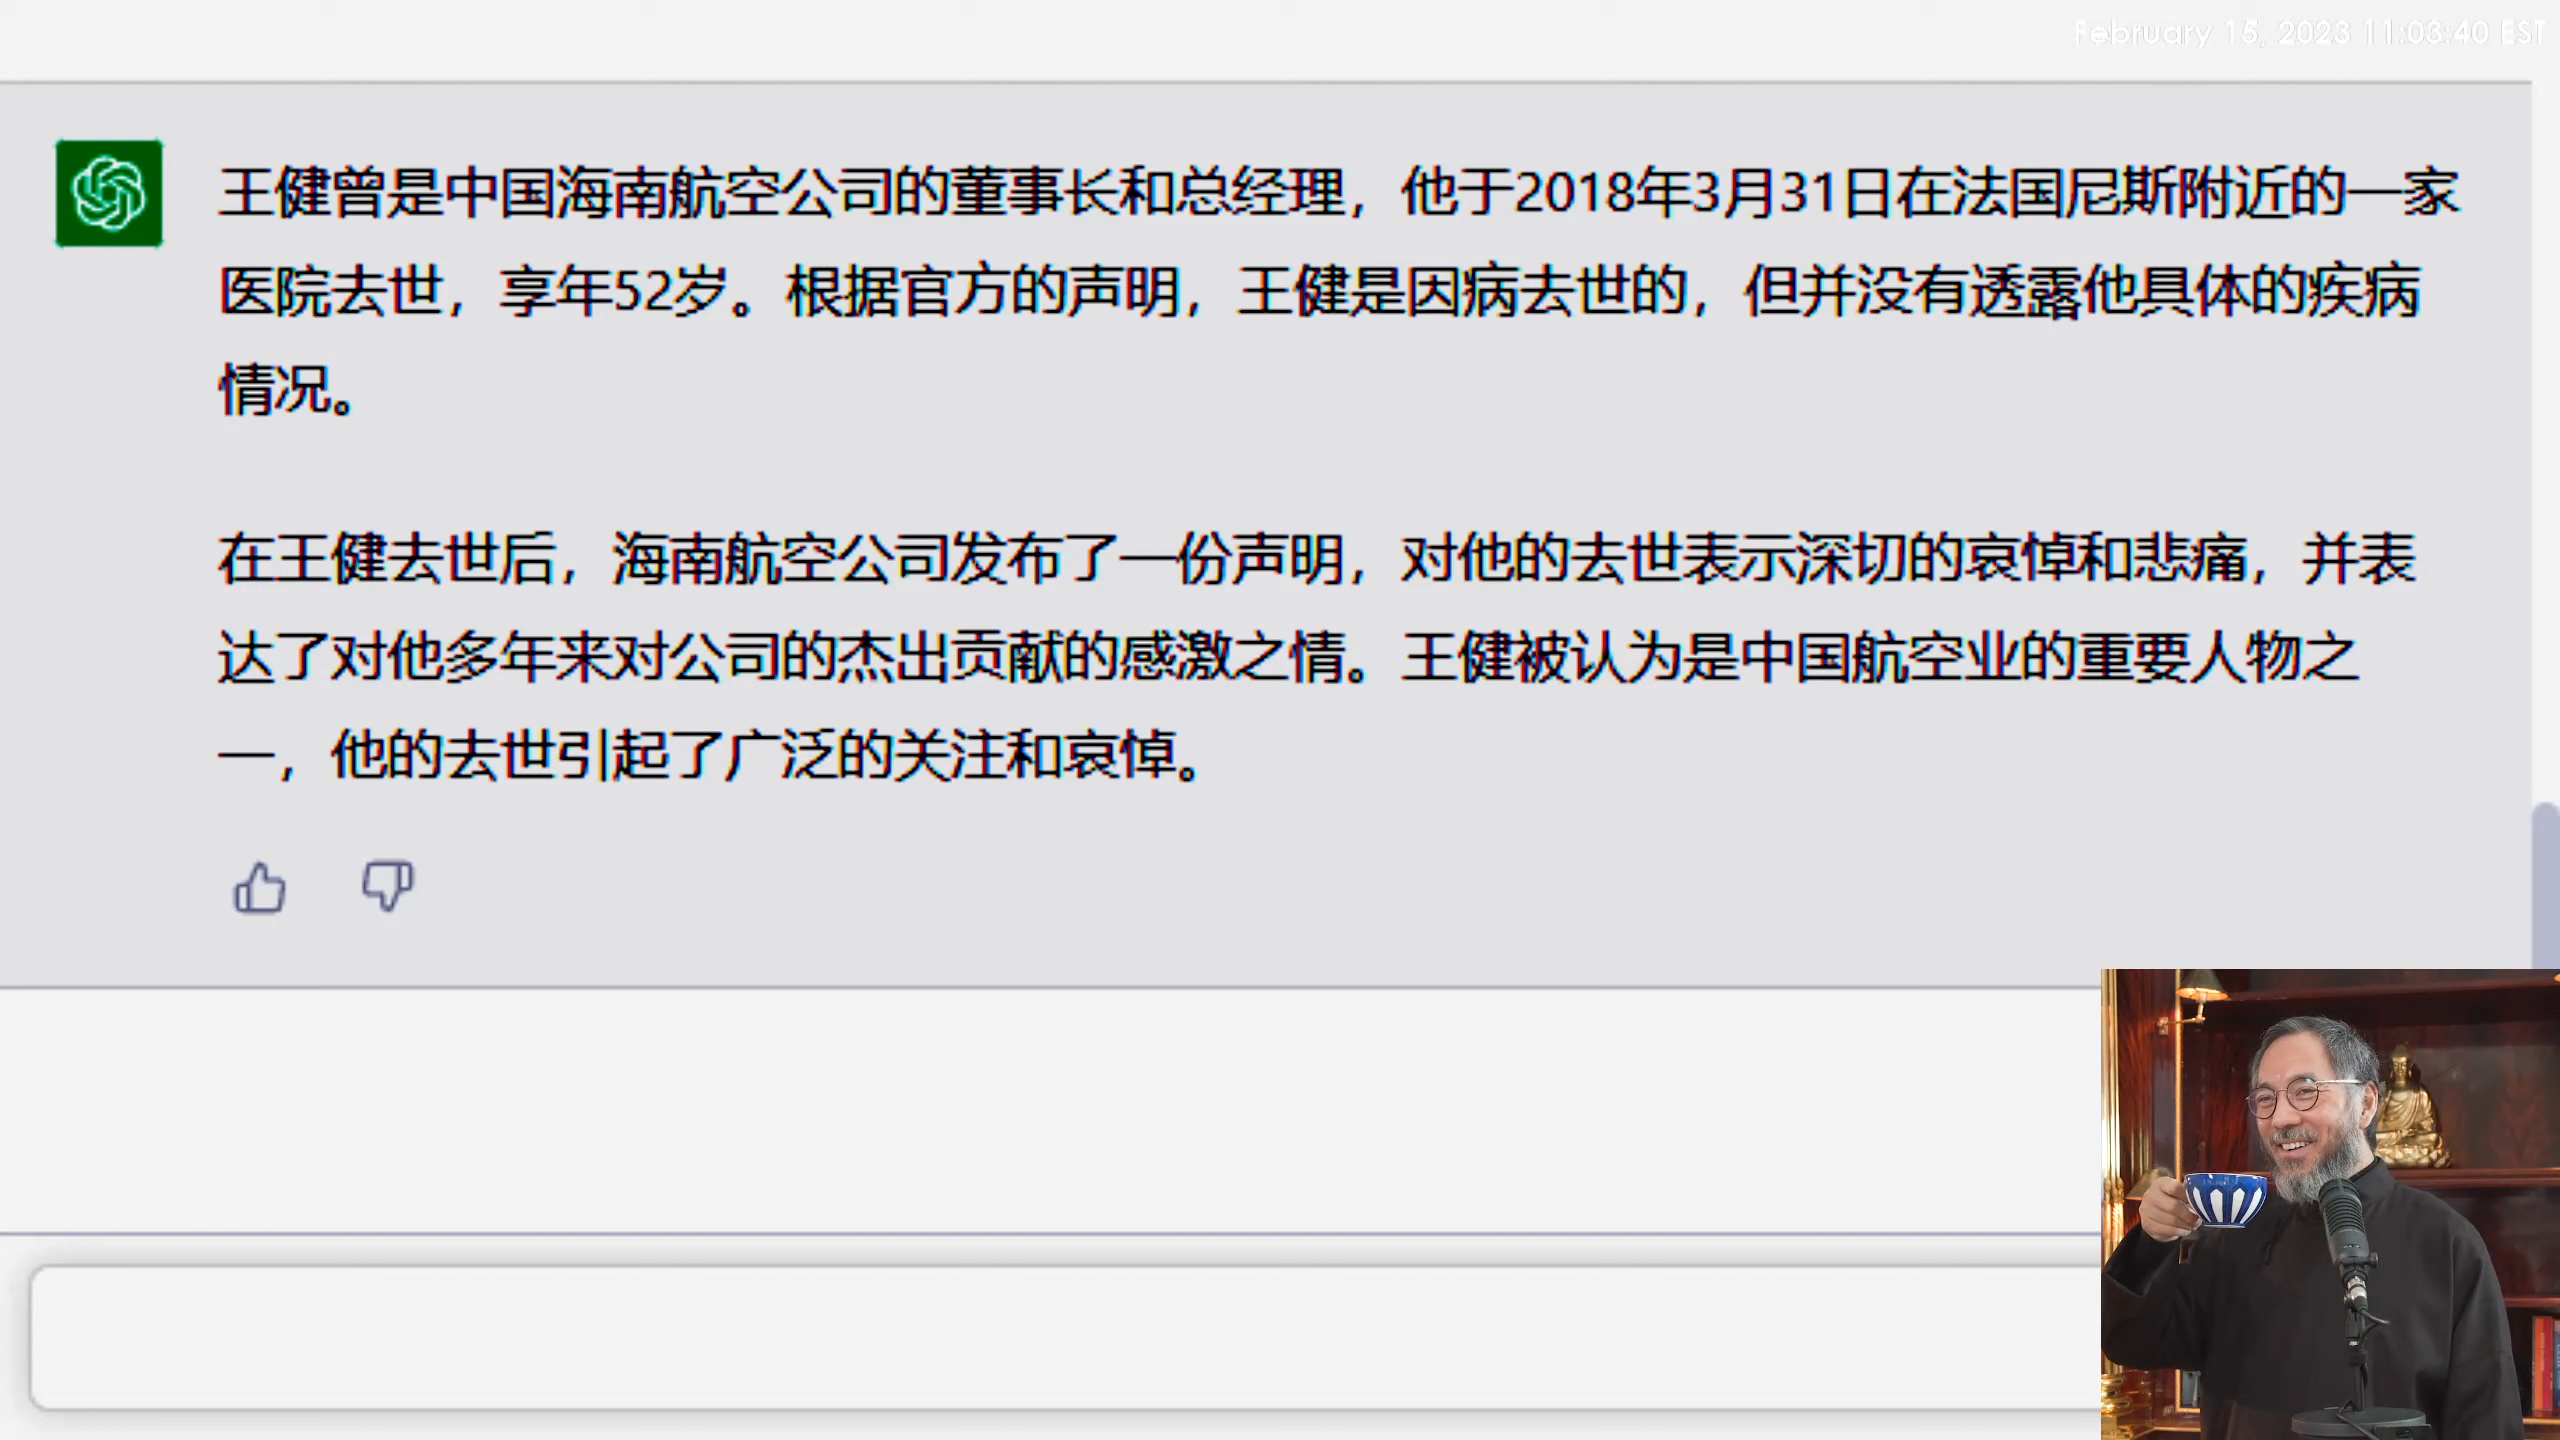 February 15, 2023 11:03:40 EST
王健曾是中国海南航空公司的董事长和总经理，他于2018年3月31日在法国尼斯附近的一家
医院去世，享年52岁。根据官方的声明，王健是因病去世的，但并没有透露他具体的疾病
情况。
在王健去世后，海南航空公司发布了一份声明，对他的去世表示深切的哀悼和悲痛，并表
达了对他多年来对公司的杰出贡献的感激之情。王健被认为是中国航空业的重要人物之
一，他的去世引起了广泛的关注和哀悼。